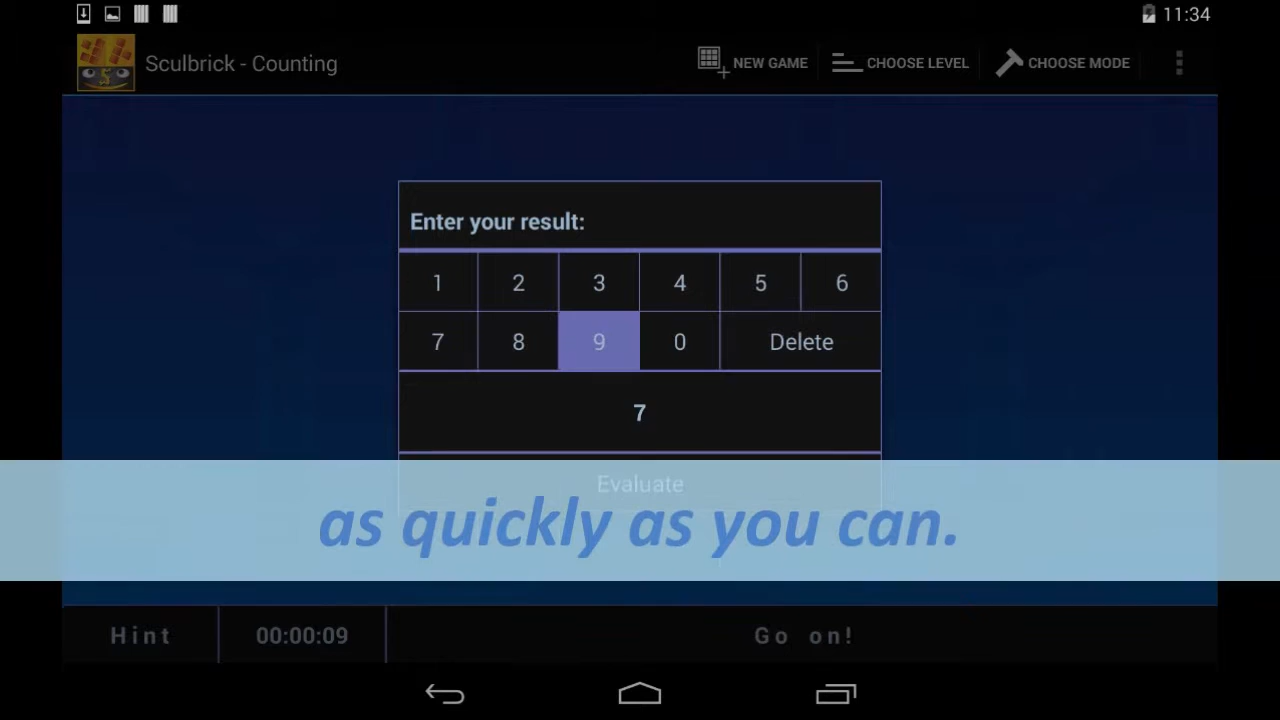 11:34
Sculbrick - Counting
NEW GAME
CHOOSE LEVEL
CHOOSE MODE
Enter your result:
1 2 3 4 5 6
7 8 9 0 Delete
7
Evaluate
as quickly as you can.
Hint
00:00:09
Go on!